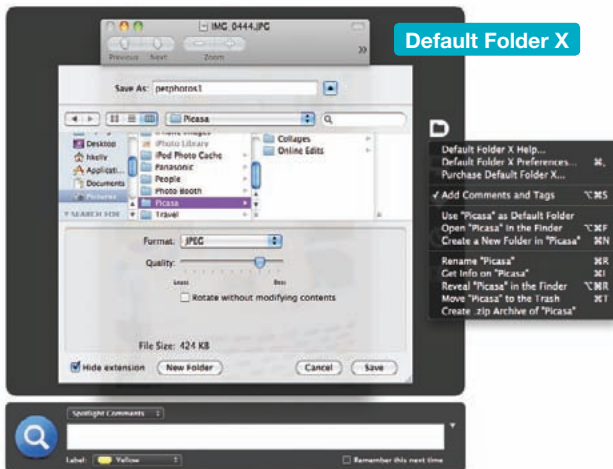 IMG_0444.JPG
Default Folder X
Previous Next Zoom
Save As: petphotos1
Picasa
Desktop
hkelly
Applicati...
Documents
Pictures
SEARCH FOR
iPhoto Library
iPod Photo Cache
Panasonic
People
Photo Booth
Picasa
Travel
Collages
Online Edits
Format: JPEG
Quality:
Least Best
Rotate without modifying contents
File Size: 424 KB
Hide extension New Folder Cancel Save
Default Folder X Help...
Default Folder X Preferences... ⌘,
Purchase Default Folder X...
✓ Add Comments and Tags ⌥⌘S
Use "Picasa" as Default Folder
Open "Picasa" in the Finder ⌥⌘F
Create a New Folder in "Picasa" ⌘N
Rename "Picasa" ⌘R
Get Info on "Picasa" ⌘I
Reveal "Picasa" in the Finder ⌥⌘R
Move "Picasa" to the Trash ⌘T
Create .zip Archive of "Picasa"
Spotlight Comments
Label: Yellow Remember this next time